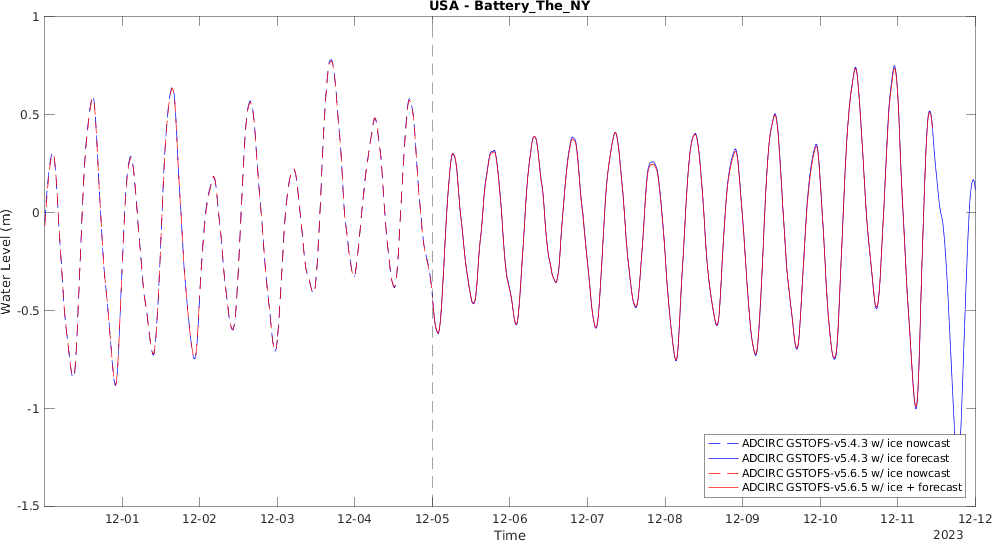 USA - Battery_The_NY
1
0.5
0
-0.5
-1
-1.5
Water Level (m)
ADCIRC GSTOFS-v5.4.3 w/ ice nowcast
ADCIRC GSTOFS-v5.4.3 w/ ice forecast
ADCIRC GSTOFS-v5.6.5 w/ ice nowcast
ADCIRC GSTOFS-v5.6.5 w/ ice + forecast
12-01 12-02 12-03 12-04 12-05 12-06 12-07 12-08 12-09 12-10 12-11 12-12
Time
2023